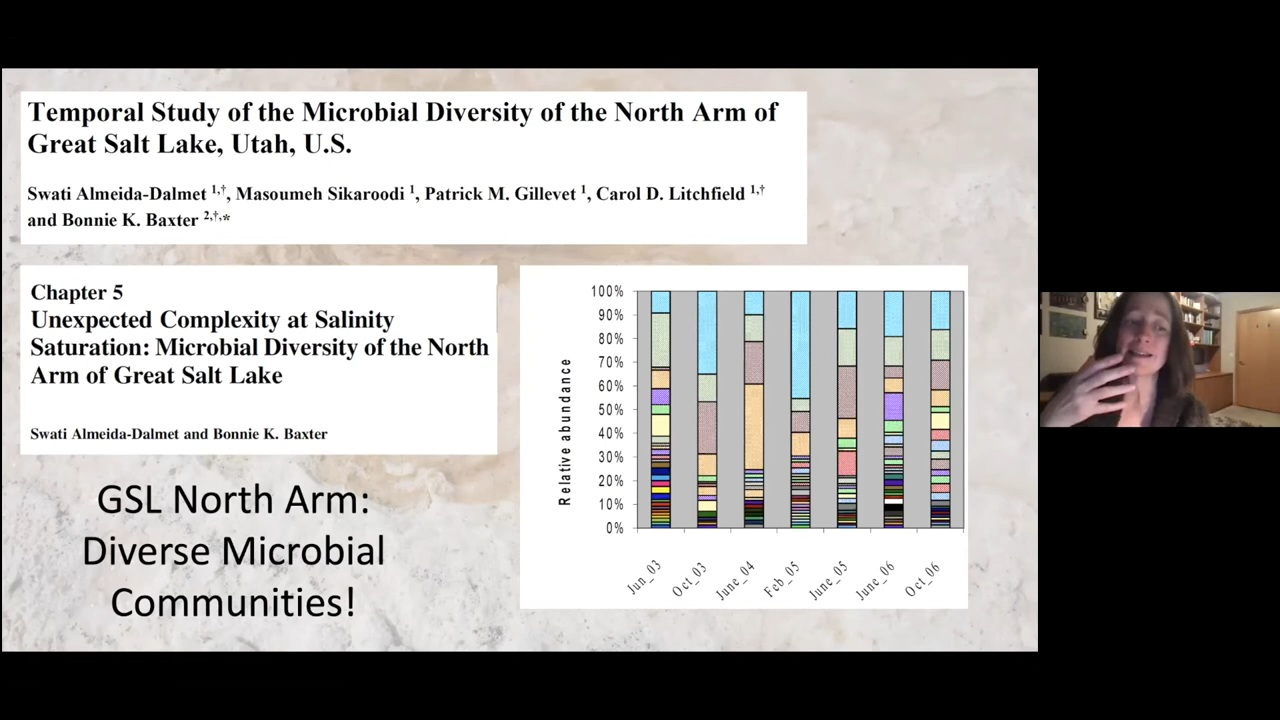 Temporal Study of the Microbial Diversity of the North Arm of
Great Salt Lake, Utah, U.S.
Swati Almeida-Dalmet 1,†, Masoumeh Sikaroodi 1, Patrick M. Gillevet 1, Carol D. Litchfield 1,†
and Bonnie K. Baxter 2,†,*
Chapter 5
Unexpected Complexity at Salinity
Saturation: Microbial Diversity of the North
Arm of Great Salt Lake
Swati Almeida-Dalmet and Bonnie K. Baxter
GSL North Arm:
Diverse Microbial
Communities!
Relative abundance
100%
90%
80%
70%
60%
50%
40%
30%
20%
10%
0%
Jun_03
Oct_03
June_04
Feb_05
June_05
June_06
Oct_06